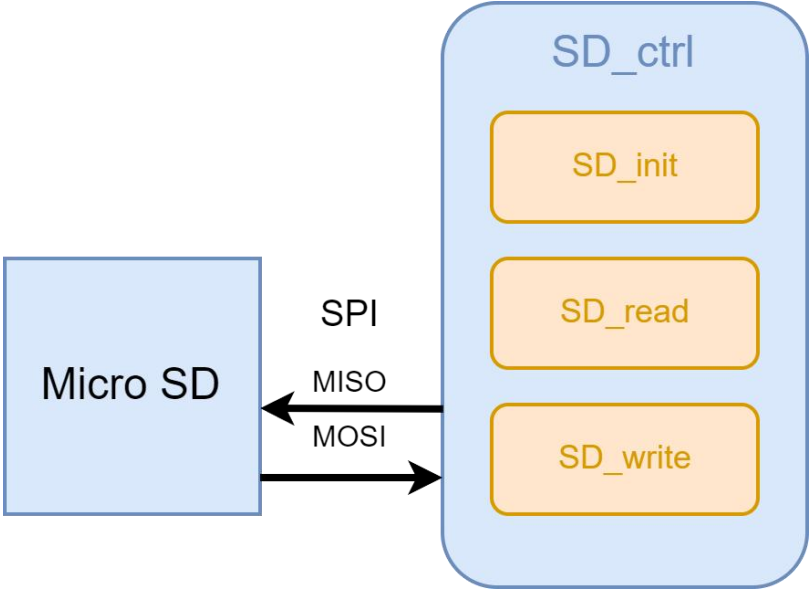 SD_ctrl
SD_init
SPI
SD_read
Micro SD
MISO
MOSI
SD_write